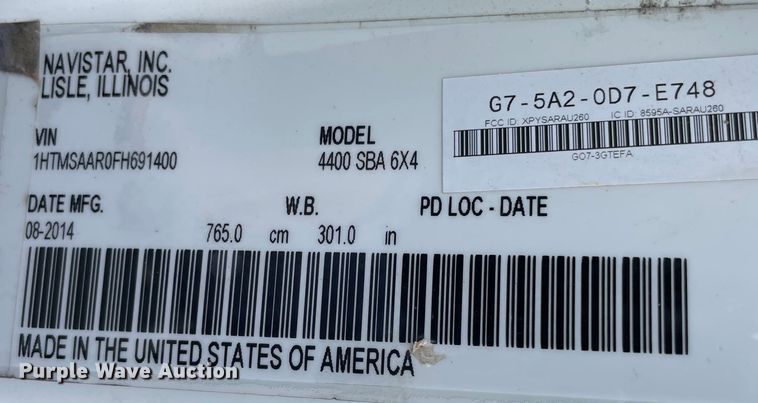 NAVISTAR, INC.
LISLE, ILLINOIS
G7-5A2-0D7-E748
FCC ID: XPYSARAU260 IC ID: 8595A-SARAU260
GO7-3GTEFA
VIN MODEL
1HTMSAAR0FH691400 4400 SBA 6X4
DATE MFG. W.B. PD LOC - DATE
08-2014 765.0 cm 301.0 in
MADE IN THE UNITED STATES OF AMERICA
Purple Wave Auction